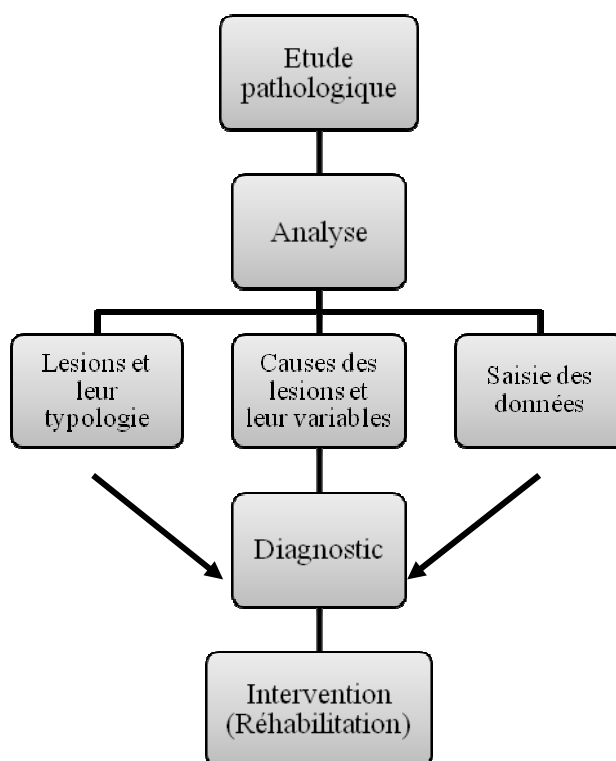 Etude
pathologique
Analyse
Lesions et
leur
typologie
Causes des
lesions et
leur variables
Saisie des
données
Diagnostic
Intervention
(Réhabilitation)